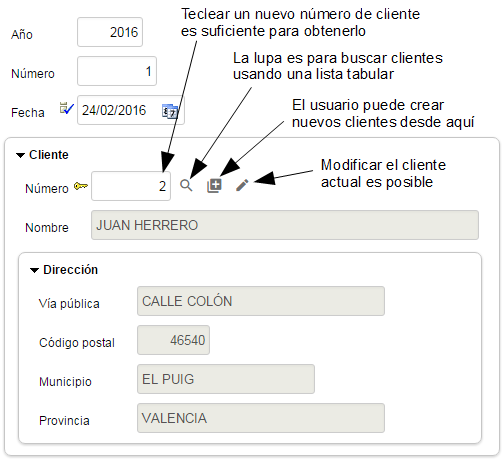 Teclear un nuevo número de cliente
es suficiente para obtenerlo
Año 2016
La lupa es para buscar clientes
usando una lista tabular
Número 1
Fecha 24/02/2016
El usuario puede crear
nuevos clientes desde aquí
Cliente
Modificar el cliente
actual es posible
Número 2
Nombre JUAN HERRERO
Dirección
Vía pública CALLE COLÓN
Código postal 46540
Municipio EL PUIG
Provincia VALENCIA